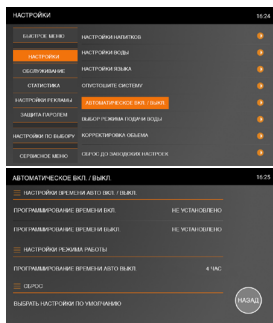 НАСТРОЙКИ 16:24
БЫСТРОЕ МЕНЮ
НАСТРОЙКИ
ОБСЛУЖИВАНИЕ
СТАТИСТИКА
НАСТРОЙКИ РЕКЛАМЫ
ЗАЩИТА ПАРОЛЕМ
НАСТРОЙКИ ПО ВЫБОРУ
СЕРВИСНОЕ МЕНЮ
НАСТРОЙКИ НАПИТКОВ
НАСТРОЙКИ ВОДЫ
НАСТРОЙКИ ЯЗЫКА
ОПУСТОШИТЕ СИСТЕМУ
АВТОМАТИЧЕСКОЕ ВКЛ. / ВЫКЛ.
ВЫБОР РЕЖИМА ПОДАЧИ ВОДЫ
КОРРЕКТИРОВКА ОБЪЕМА
СБРОС ДО ЗАВОДСКИХ НАСТРОЕК
АВТОМАТИЧЕСКОЕ ВКЛ. / ВЫКЛ. 16:25
НАСТРОЙКИ ВРЕМЕНИ АВТО ВКЛ. / ВЫКЛ.
ПРОГРАММИРОВАНИЕ ВРЕМЕНИ ВКЛ. НЕ УСТАНОВЛЕНО
ПРОГРАММИРОВАНИЕ ВРЕМЕНИ ВЫКЛ. НЕ УСТАНОВЛЕНО
НАСТРОЙКИ РЕЖИМА РАБОТЫ
ПРОГРАММИРОВАНИЕ ВРЕМЕНИ АВТО ВЫКЛ. 4 ЧАС
СБРОС
ВЫБРАТЬ НАСТРОЙКИ ПО УМОЛЧАНИЮ
НАЗАД